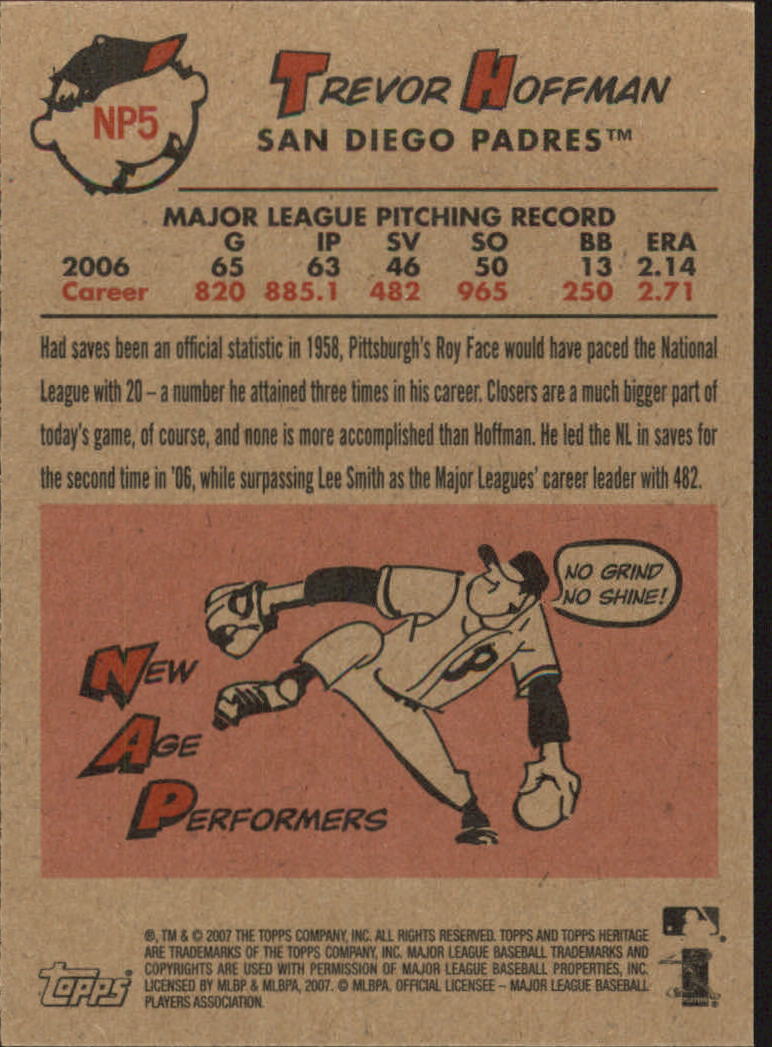 NP5
TREVOR HOFFMAN
SAN DIEGO PADRES™
MAJOR LEAGUE PITCHING RECORD
G IP SV SO BB ERA
2006 65 63 46 50 13 2.14
Career 820 885.1 482 965 250 2.71
Had saves been an official statistic in 1958, Pittsburgh's Roy Face would have paced the National
League with 20 – a number he attained three times in his career. Closers are a much bigger part of
today's game, of course, and none is more accomplished than Hoffman. He led the NL in saves for
the second time in '06, while surpassing Lee Smith as the Major Leagues' career leader with 482.
NO GRIND
NO SHINE!
P
NEW
AGE
PERFORMERS
®, TM & © 2007 THE TOPPS COMPANY, INC. ALL RIGHTS RESERVED. TOPPS AND TOPPS HERITAGE
ARE TRADEMARKS OF THE TOPPS COMPANY, INC. MAJOR LEAGUE BASEBALL TRADEMARKS AND
COPYRIGHTS ARE USED WITH PERMISSION OF MAJOR LEAGUE BASEBALL PROPERTIES, INC.
LICENSED BY MLBP & MLBPA, 2007. © MLBPA. OFFICIAL LICENSEE – MAJOR LEAGUE BASEBALL
PLAYERS ASSOCIATION.
Topps®